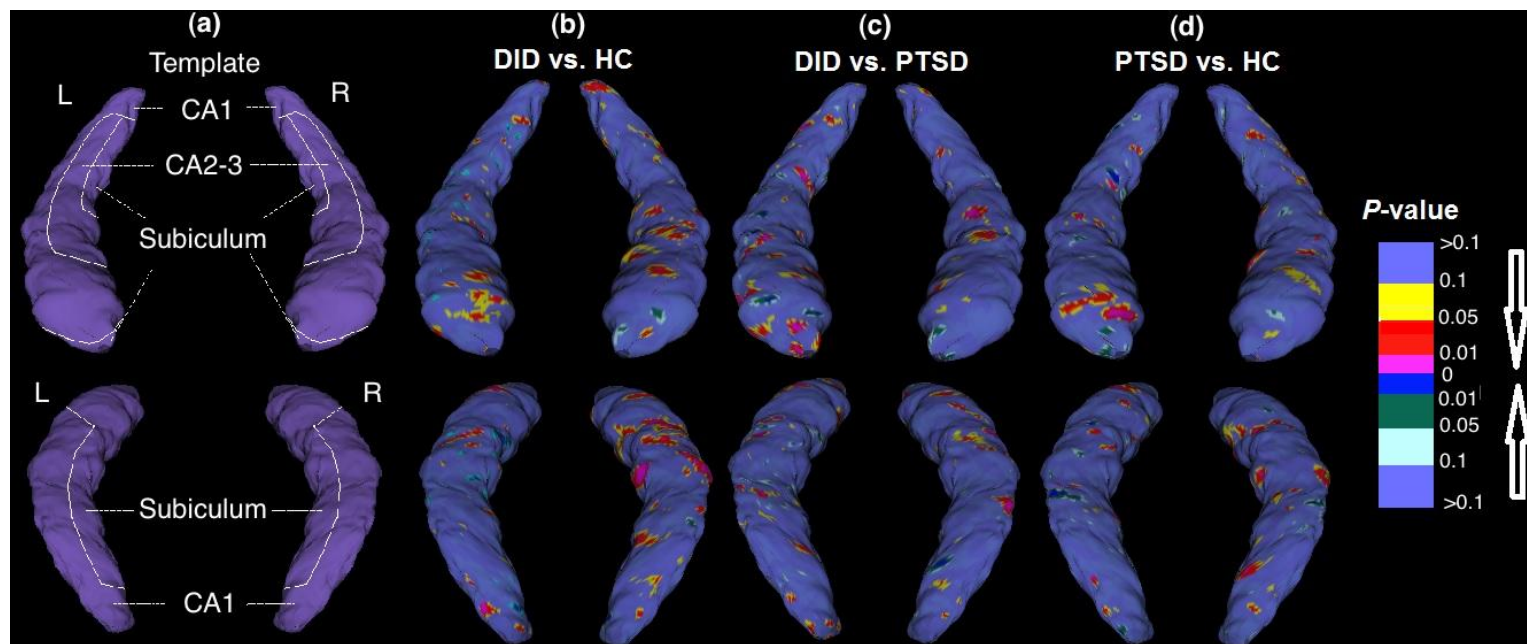 (a) (b) (c) (d)
Template DID vs. HC DID vs. PTSD PTSD vs. HC
L R
CA1
CA2-3
Subiculum
L R
Subiculum
CA1
P-value
>0.1
0.1
0.05
0.01
0
0.01
0.05
0.1
>0.1